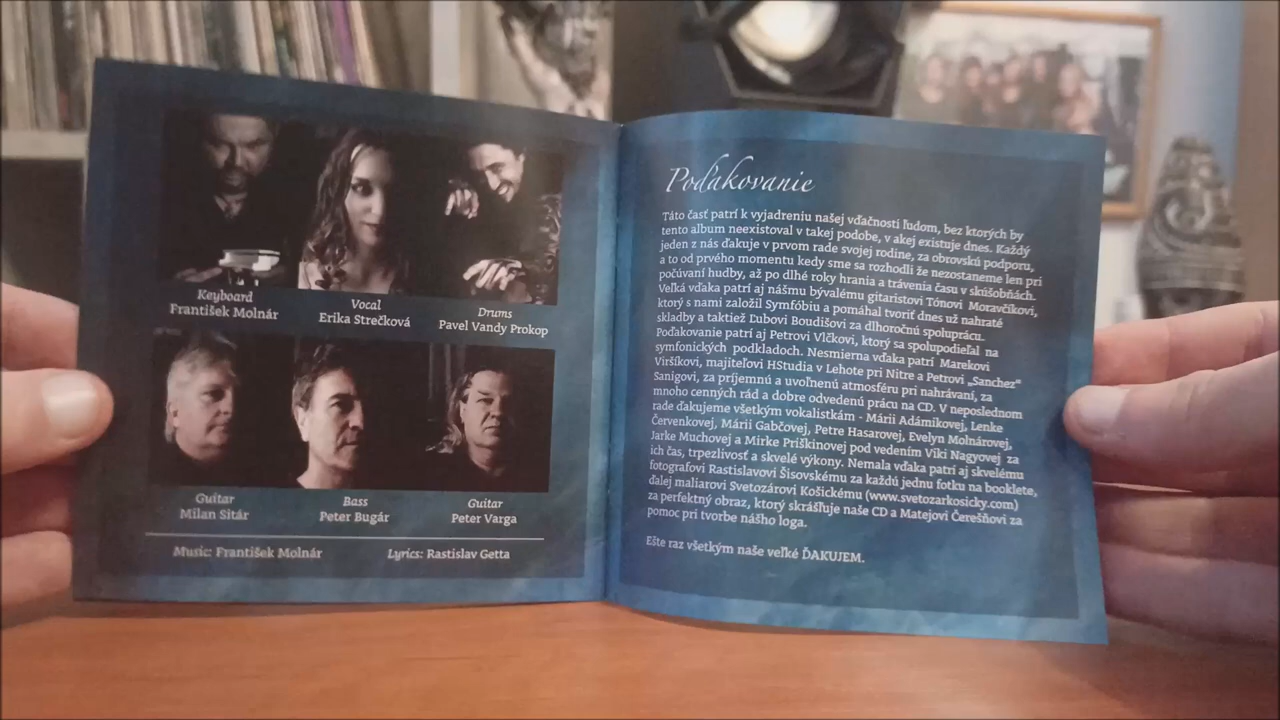 Keyboard
František Molnár
Vocal
Erika Strečková
Drums
Pavel Vandy Prokop
Guitar
Milan Sitár
Bass
Peter Bugár
Guitar
Peter Varga
Music: František Molnár
Lyrics: Rastislav Getta
Poďakovanie
Táto časť patrí k vyjadreniu našej vďačnosti ľuďom, bez ktorých by
tento album neexistoval v takej podobe, v akej existuje dnes. Každý
jeden z nás ďakuje v prvom rade svojej rodine, za obrovskú podporu,
a to od prvého momentu kedy sme sa rozhodli že nezostaneme len pri
počúvaní hudby, až po dlhé roky hrania a trávenia času v skúšobňách.
Veľká vďaka patrí aj nášmu bývalému gitaristovi Tónovi Moravčíkovi,
ktorý s nami založil Symfóbiu a pomáhal tvoriť dnes už nahraté
skladby a taktiež Ľubovi Boudišovi za dlhoročnú spoluprácu.
Poďakovanie patrí aj Petrovi Vlčkovi, ktorý sa spolupodieľal na
symfonických podkladoch. Nesmierna vďaka patrí Marekovi
Viršíkovi, majiteľovi HStudia v Lehote pri Nitre a Petrovi „Sanchez“
Sanigovi, za príjemnú a uvoľnenú atmosféru pri nahrávaní, za
mnoho cenných rád a dobre odvedenú prácu na CD. V neposlednom
rade ďakujeme všetkým vokalistkám - Márii Adámikovej, Lenke
Červenkovej, Márii Gabčovej, Petre Hasarovej, Evelyn Molnárovej,
Jarke Muchovej a Mirke Priškinovej pod vedením Viki Nagyovej za
ich čas, trpezlivosť a skvelé výkony. Nemalá vďaka patrí aj skvelému
fotografovi Rastislavovi Šisovskému za každú jednu fotku na booklete,
ďalej maliarovi Svetozárovi Košickému (www.svetozarkosicky.com)
za perfektný obraz, ktorý skrášľuje naše CD a Matejovi Čerešňovi za
pomoc pri tvorbe nášho loga.
Ešte raz všetkým naše veľké ĎAKUJEM.